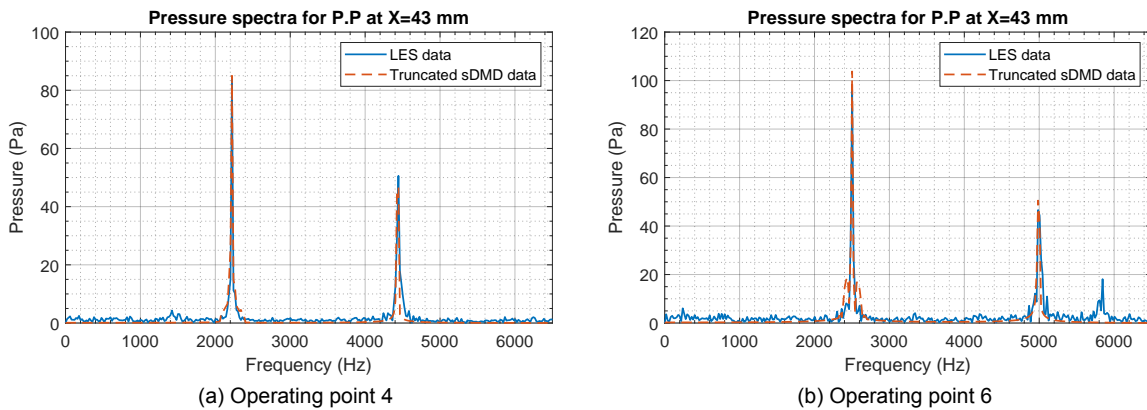 Pressure spectra for P.P at X=43 mm
100
80
60
40
20
0
Pressure (Pa)
LES data
Truncated sDMD data
0 1000 2000 3000 4000 5000 6000
Frequency (Hz)
(a) Operating point 4
Pressure spectra for P.P at X=43 mm
120
100
80
60
40
20
0
Pressure (Pa)
LES data
Truncated sDMD data
0 1000 2000 3000 4000 5000 6000
Frequency (Hz)
(b) Operating point 6